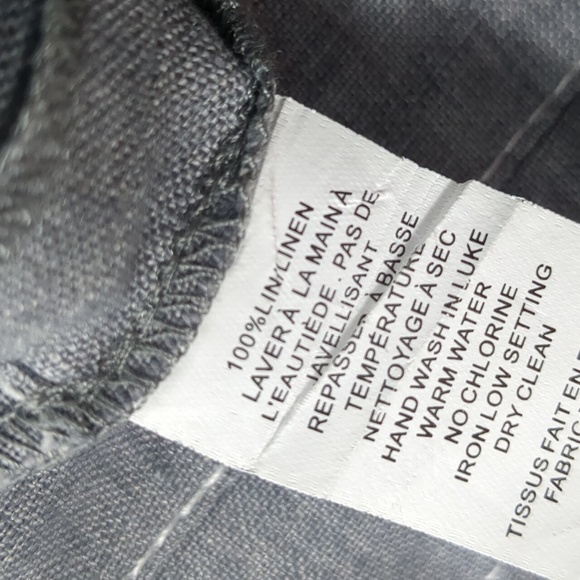 100%LIN/LINEN
LAVER À LA MAIN À
L'EAUTIÈDE . PAS DE
JAVELLISANT
REPASSER À BASSE
TEMPÉRATURE
NETTOYAGE À SEC
HAND WASH IN LUKE
WARM WATER
NO CHLORINE
IRON LOW SETTING
DRY CLEAN
TISSUS FAIT EN
FABRIC